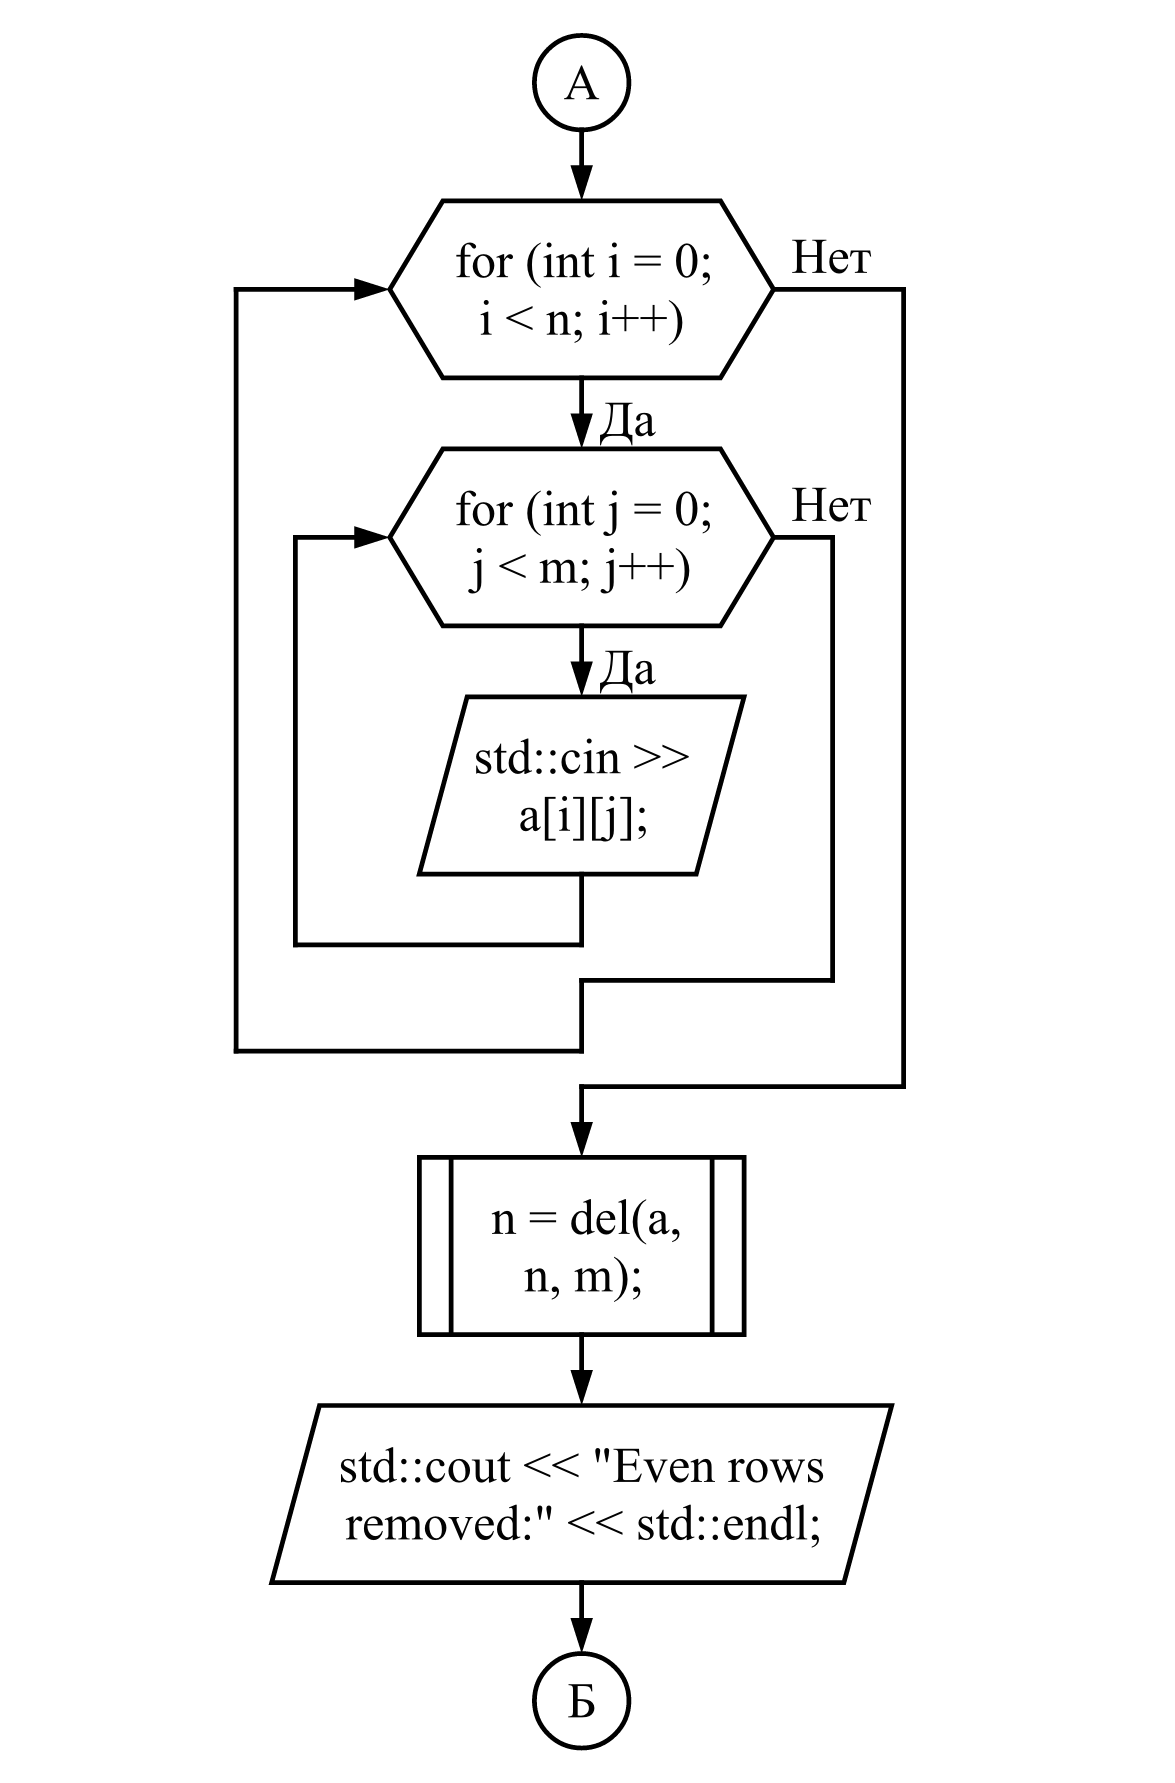 А
for (int i = 0;
i < n; i++)
Нет
Да
for (int j = 0;
j < m; j++)
Нет
Да
std::cin >>
a[i][j];
n = del(a,
n, m);
std::cout << "Even rows
removed:" << std::endl;
Б